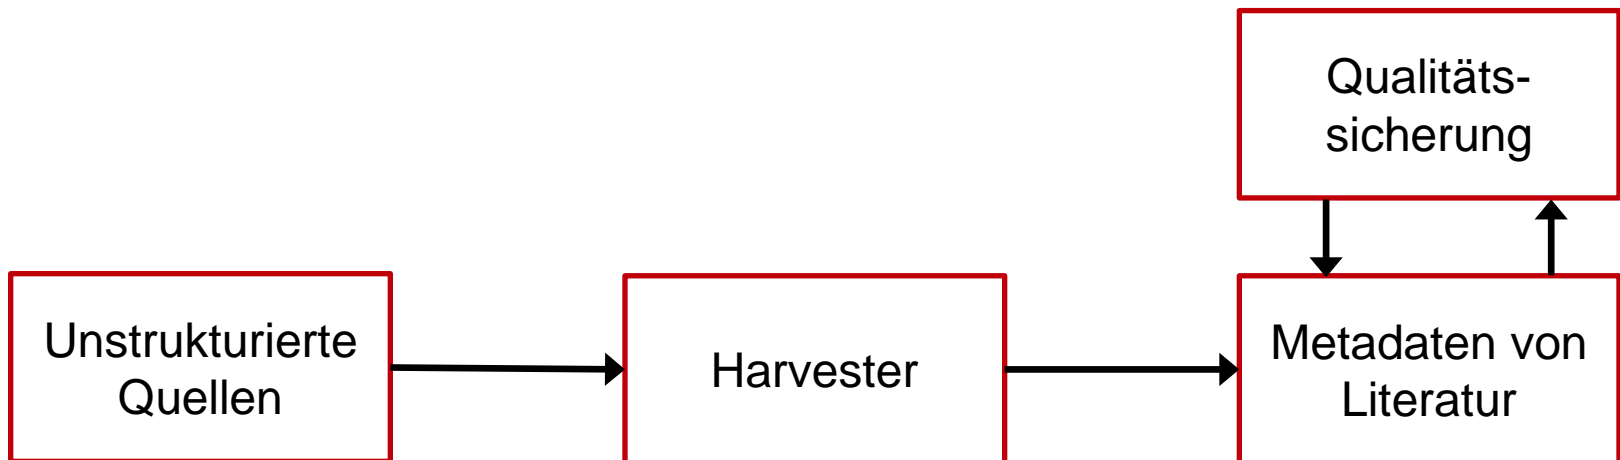 Qualitäts-
sicherung
Unstrukturierte
Quellen
Harvester
Metadaten von
Literatur